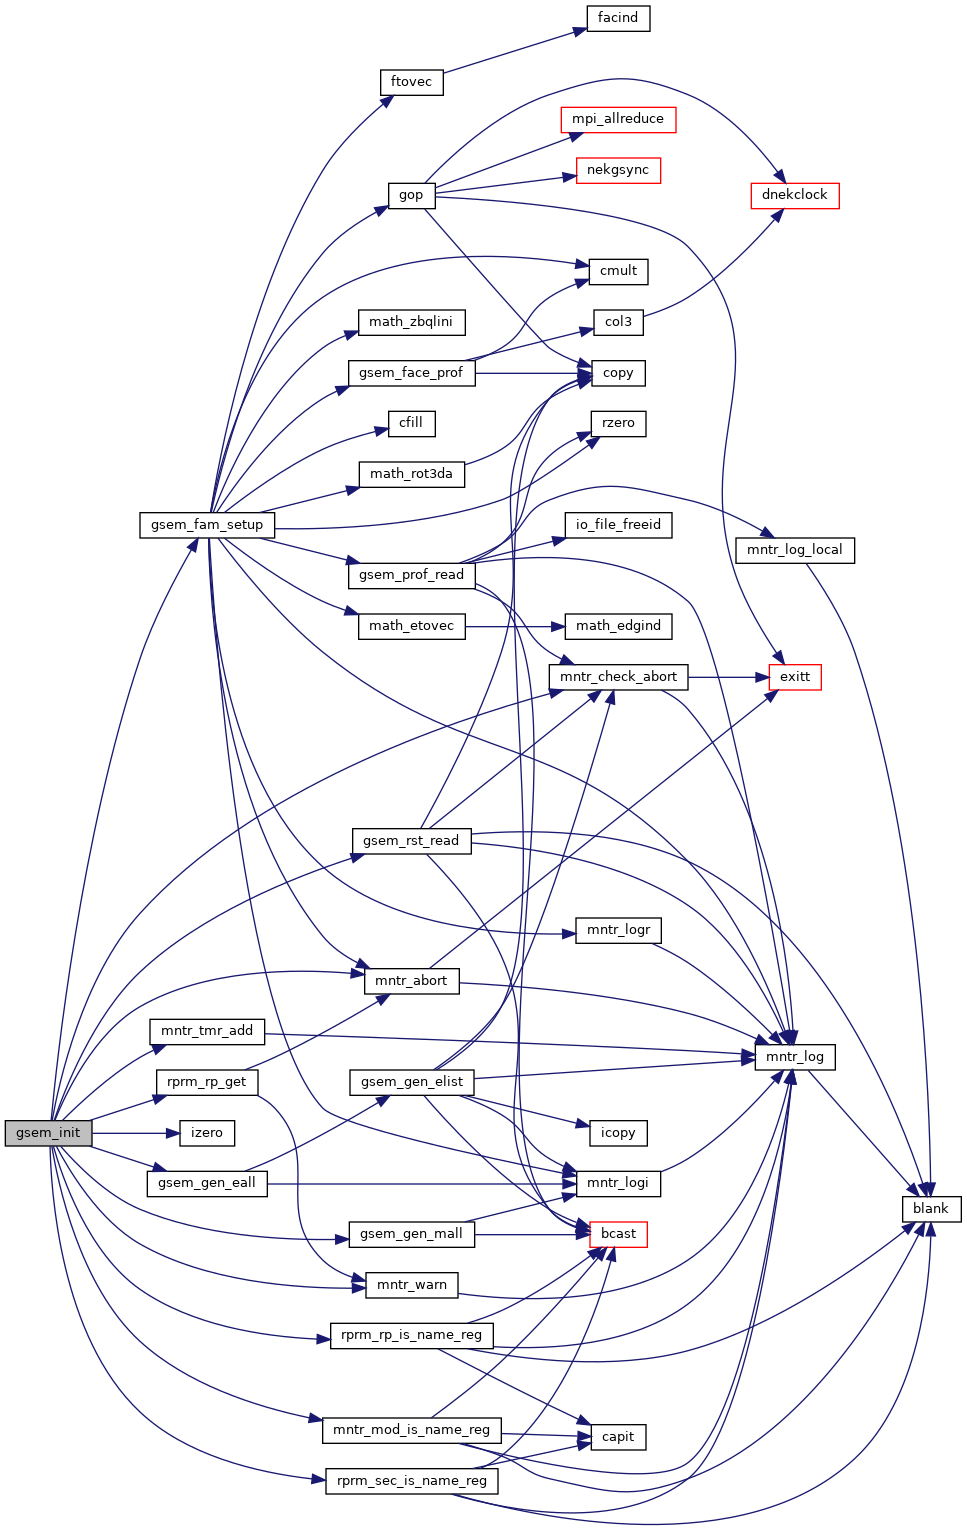 facind
ftovec
mpi_allreduce
nekgsync
gop
dnekclock
cmult
math_zbqlini
col3
gsem_face_prof
copy
cfill
rzero
math_rot3da
gsem_fam_setup
io_file_freeid
mntr_log_local
gsem_prof_read
math_etovec
math_edgind
mntr_check_abort
exitt
gsem_rst_read
mntr_logr
mntr_abort
mntr_tmr_add
mntr_log
rprm_rp_get
gsem_gen_elist
gsem_init
izero
icopy
gsem_gen_eall
mntr_logi
blank
gsem_gen_mall
bcast
mntr_warn
rprm_rp_is_name_reg
mntr_mod_is_name_reg
capit
rprm_sec_is_name_reg